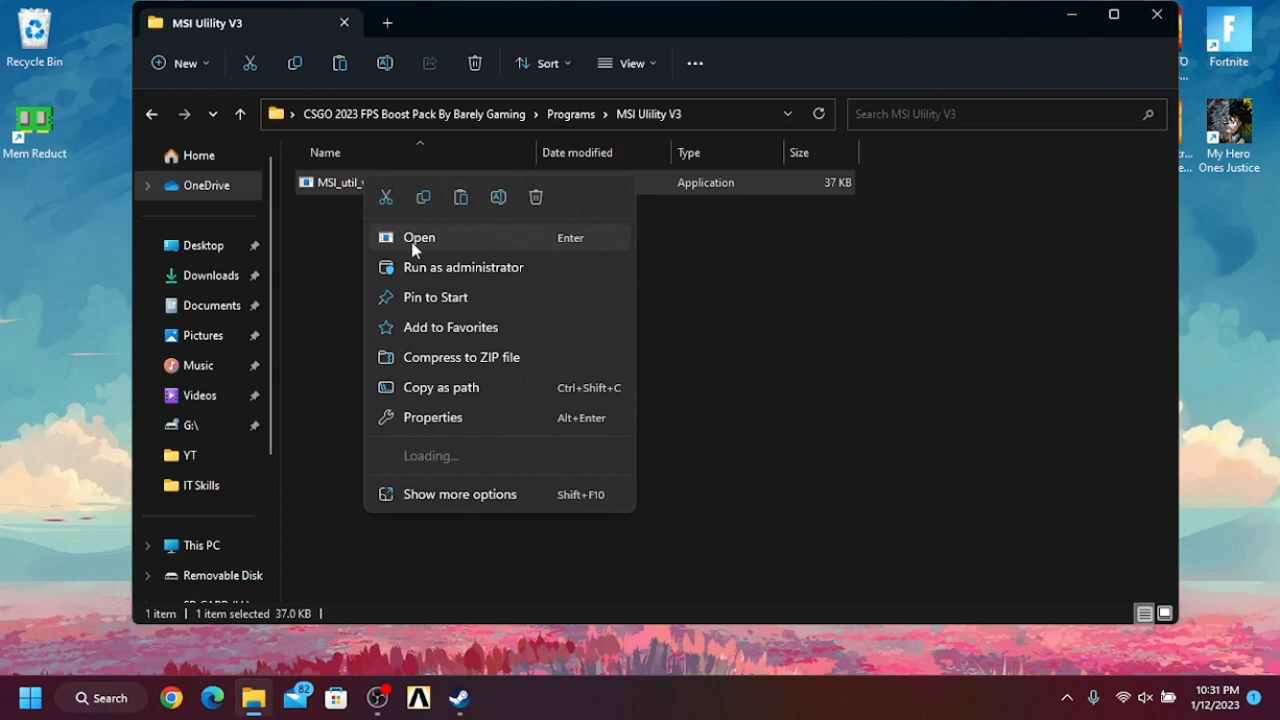 Recycle Bin
Mem Reduct
MSI Ulility V3
New
Sort
View
CSGO 2023 FPS Boost Pack By Barely Gaming
Programs
MSI Ulility V3
Search MSI Ulility V3
Home
OneDrive
Desktop
Downloads
Documents
Pictures
Music
Videos
G:\
YT
IT Skills
This PC
Removable Disk
Name
Date modified
Type
Size
MSI_util_
Application
37 KB
Open
Enter
Run as administrator
Pin to Start
Add to Favorites
Compress to ZIP file
Copy as path
Ctrl+Shift+C
Properties
Alt+Enter
Loading...
Show more options
Shift+F10
1 item
1 item selected
37.0 KB
Fortnite
My Hero
Ones Justice
Search
82
10:31 PM
1/12/2023
1